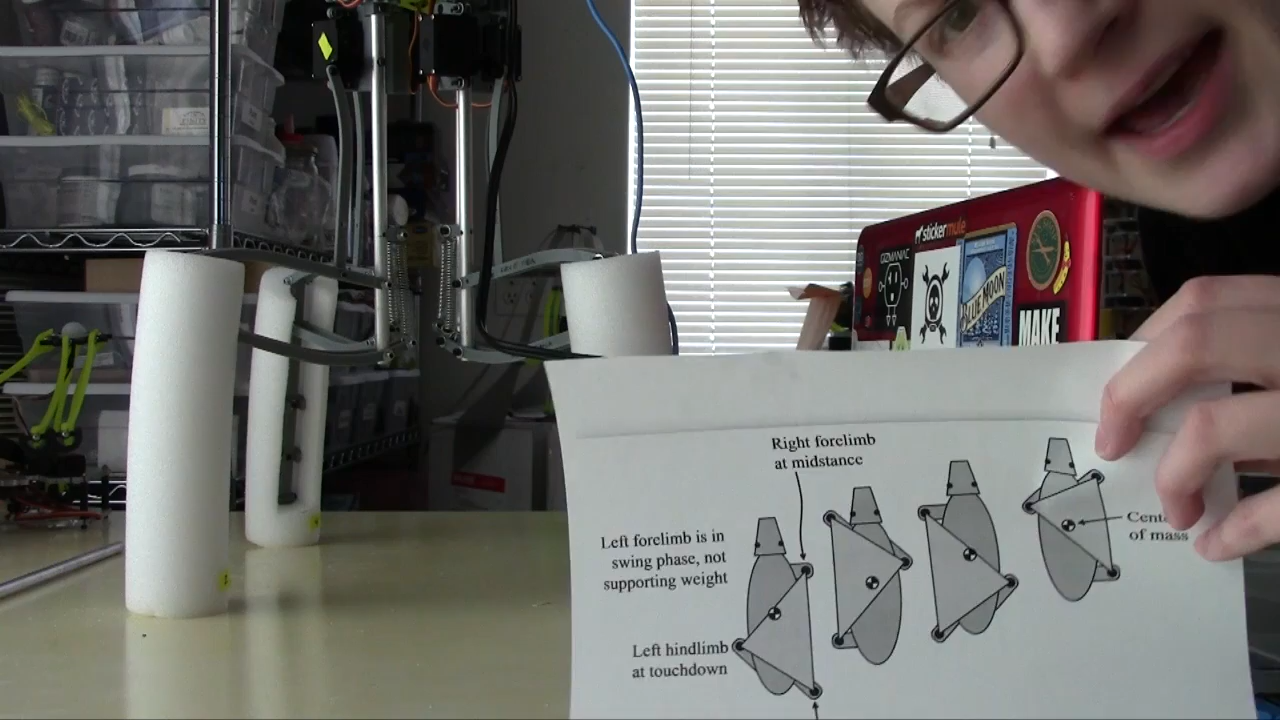 stickermule
GIZMANIAC
BLUE MOON
MAKE
Right forelimb
at midstance
Left forelimb is in
swing phase, not
supporting weight
of mass
Left hindlimb
at touchdown